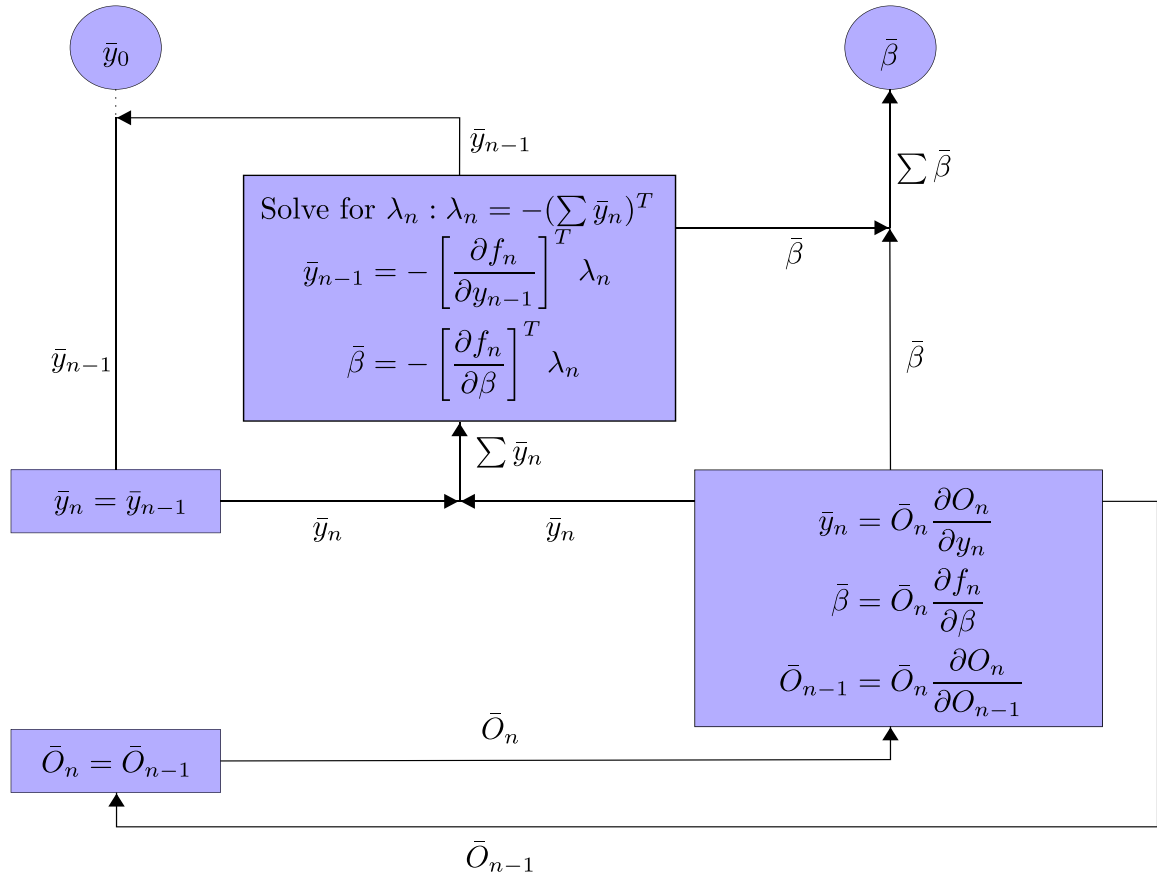 ȳ₀
β̄
ȳₙ₋₁
∑ β̄
Solve for λₙ : λₙ = −(∑ ȳₙ)ᵀ
ȳₙ₋₁ = − [∂fₙ/∂yₙ₋₁]ᵀ λₙ
β̄ = − [∂fₙ/∂β]ᵀ λₙ
β̄
ȳₙ₋₁
β̄
∑ ȳₙ
ȳₙ = ȳₙ₋₁
ȳₙ
ȳₙ
ȳₙ = Ōₙ ∂Oₙ/∂yₙ
β̄ = Ōₙ ∂fₙ/∂β
Ōₙ₋₁ = Ōₙ ∂Oₙ/∂Oₙ₋₁
Ōₙ
Ōₙ = Ōₙ₋₁
Ōₙ₋₁